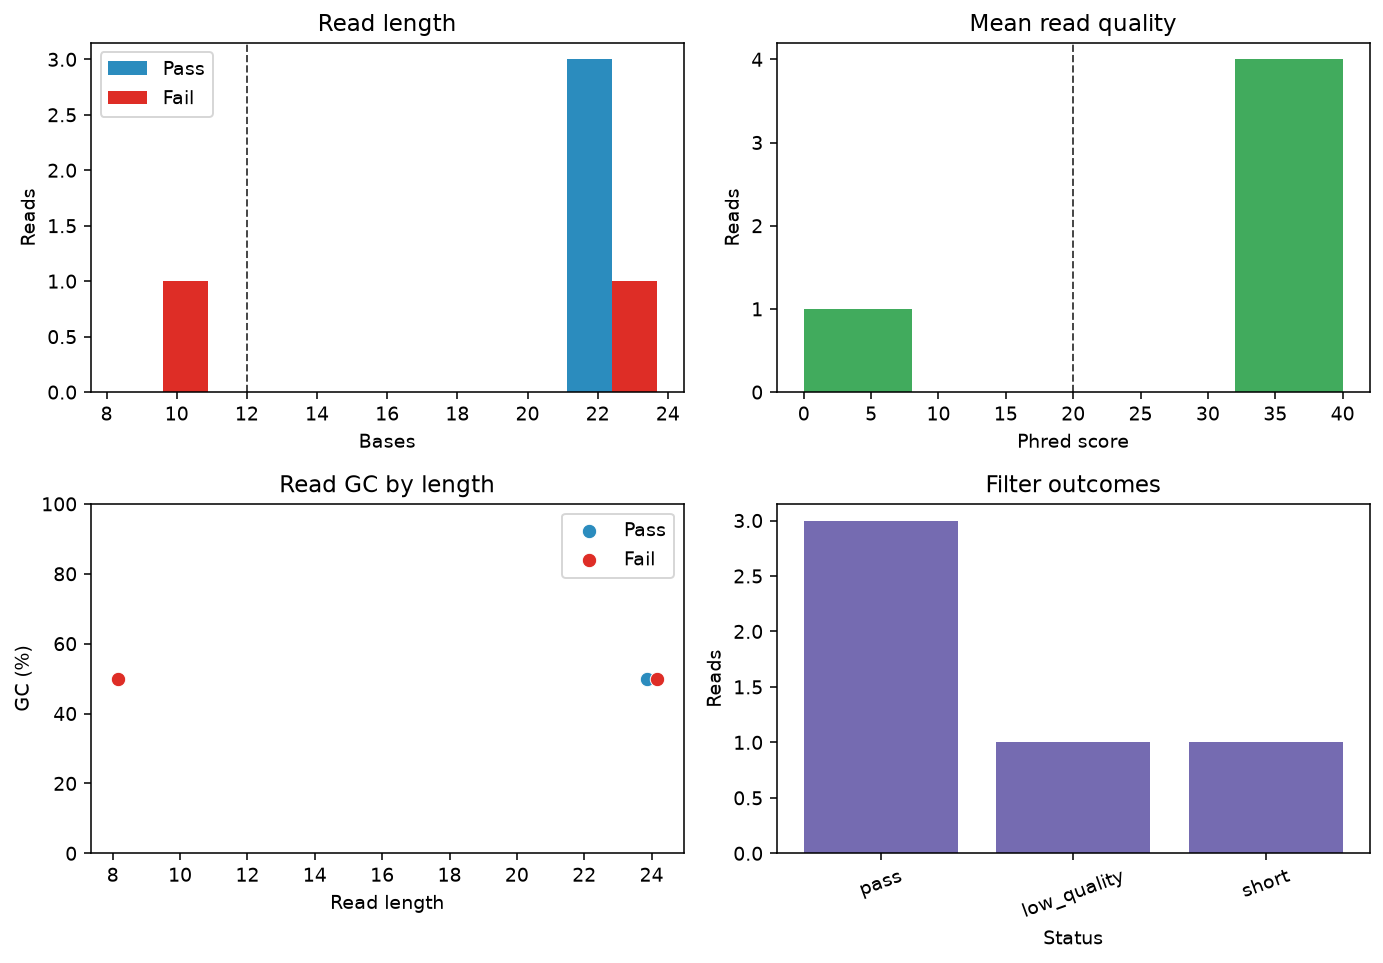 Read length
3.0
2.5
2.0
1.5
1.0
0.5
0.0
Reads
Pass
Fail
8 10 12 14 16 18 20 22 24
Bases
Mean read quality
4
3
2
1
0
Reads
0 5 10 15 20 25 30 35 40
Phred score
Read GC by length
100
80
60
40
20
0
GC (%)
Pass
Fail
8 10 12 14 16 18 20 22 24
Read length
Filter outcomes
3.0
2.5
2.0
1.5
1.0
0.5
0.0
Reads
pass low_quality short
Status